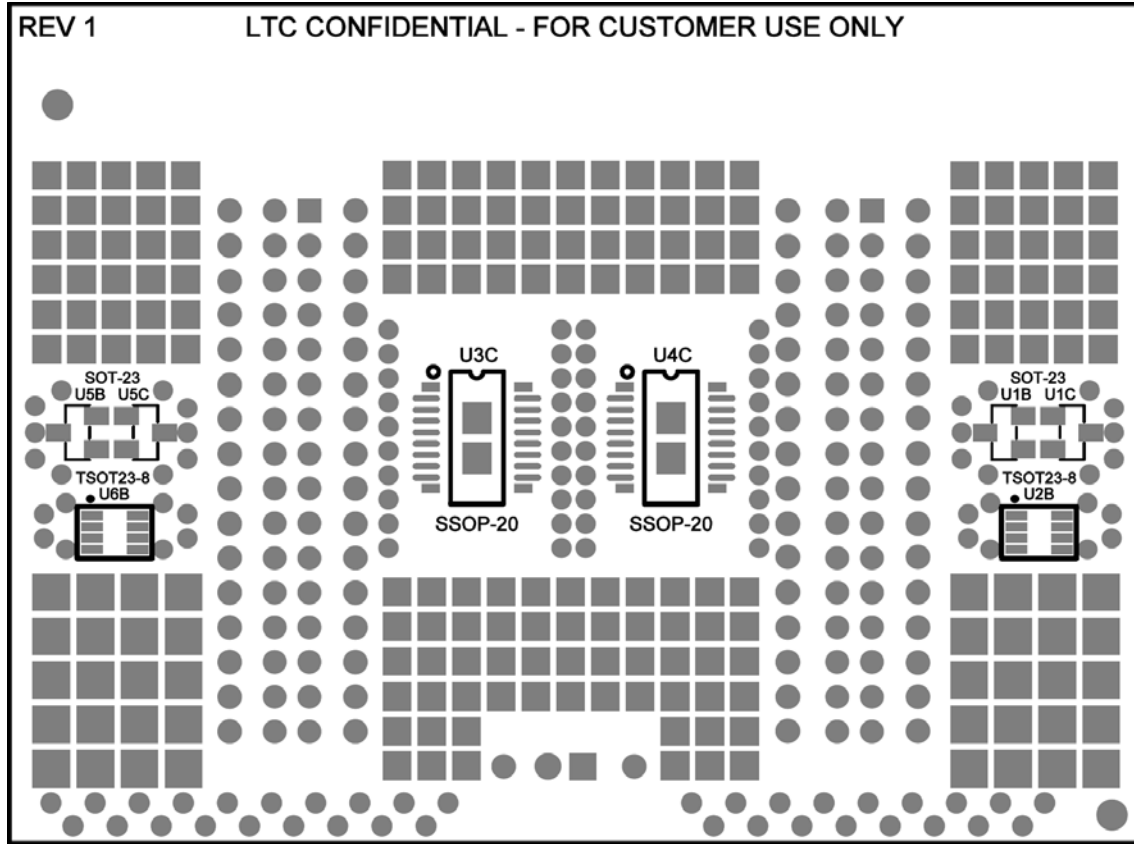 REV 1
LTC CONFIDENTIAL - FOR CUSTOMER USE ONLY
U3C
U4C
SOT-23
U5B U5C
SOT-23
U1B U1C
TSOT23-8
U6B
TSOT23-8
U2B
SSOP-20
SSOP-20